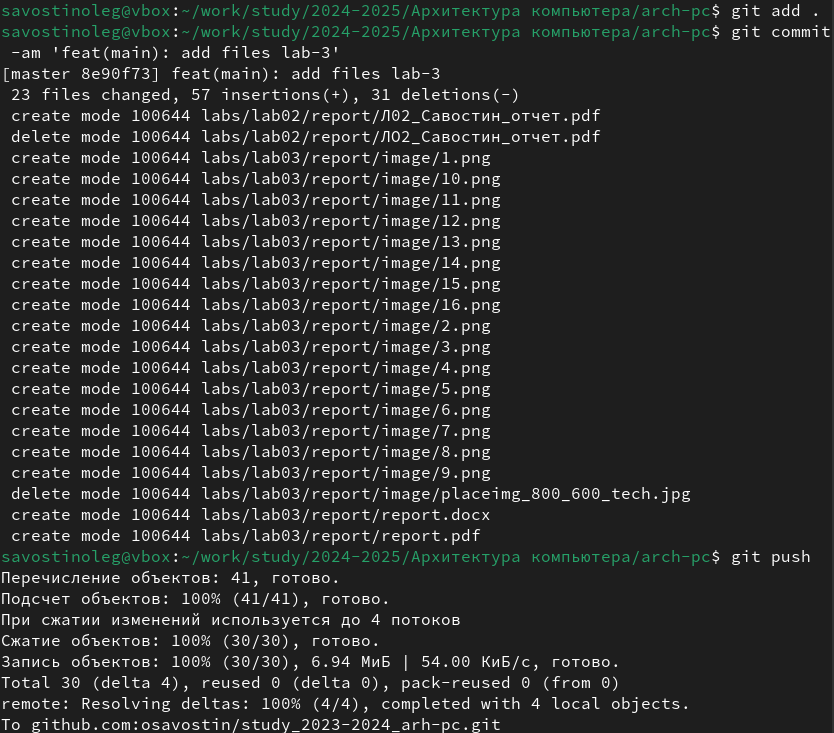 savostinoleg@vbox:~/work/study/2024-2025/Архитектура компьютера/arch-pc$ git add .
savostinoleg@vbox:~/work/study/2024-2025/Архитектура компьютера/arch-pc$ git commit
 -am 'feat(main): add files lab-3'
[master 8e90f73] feat(main): add files lab-3
 23 files changed, 57 insertions(+), 31 deletions(-)
 create mode 100644 labs/lab02/report/Л02_Савостин_отчет.pdf
 delete mode 100644 labs/lab02/report/ЛО2_Савостин_отчет.pdf
 create mode 100644 labs/lab03/report/image/1.png
 create mode 100644 labs/lab03/report/image/10.png
 create mode 100644 labs/lab03/report/image/11.png
 create mode 100644 labs/lab03/report/image/12.png
 create mode 100644 labs/lab03/report/image/13.png
 create mode 100644 labs/lab03/report/image/14.png
 create mode 100644 labs/lab03/report/image/15.png
 create mode 100644 labs/lab03/report/image/16.png
 create mode 100644 labs/lab03/report/image/2.png
 create mode 100644 labs/lab03/report/image/3.png
 create mode 100644 labs/lab03/report/image/4.png
 create mode 100644 labs/lab03/report/image/5.png
 create mode 100644 labs/lab03/report/image/6.png
 create mode 100644 labs/lab03/report/image/7.png
 create mode 100644 labs/lab03/report/image/8.png
 create mode 100644 labs/lab03/report/image/9.png
 delete mode 100644 labs/lab03/report/image/placeimg_800_600_tech.jpg
 create mode 100644 labs/lab03/report/report.docx
 create mode 100644 labs/lab03/report/report.pdf
savostinoleg@vbox:~/work/study/2024-2025/Архитектура компьютера/arch-pc$ git push
Перечисление объектов: 41, готово.
Подсчет объектов: 100% (41/41), готово.
При сжатии изменений используется до 4 потоков
Сжатие объектов: 100% (30/30), готово.
Запись объектов: 100% (30/30), 6.94 МиБ | 54.00 КиБ/с, готово.
Total 30 (delta 4), reused 0 (delta 0), pack-reused 0 (from 0)
remote: Resolving deltas: 100% (4/4), completed with 4 local objects.
To github.com:osavostin/study_2023-2024_arh-pc.git